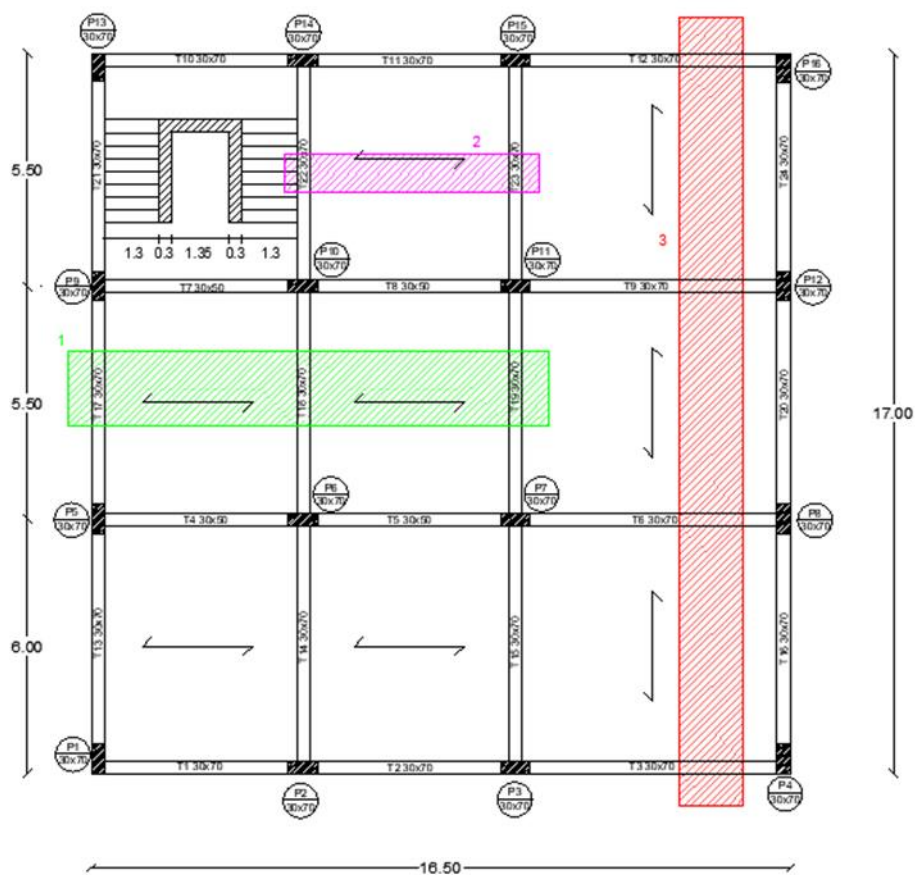 P13
30x70
P14
30x70
P15
30x70
T10 30x70
T11 30x70
T12 30x70
P16
30x70
5.50
T21 30x70
T22 30x70
2
T23 30x70
T24 30x70
3
1.3 0.3 1.35 0.3 1.3
P10
30x70
P11
30x70
P9
30x70
T7 30x50
T8 30x50
T9 30x70
P12
30x70
1
5.50
T17 30x70
T18 30x70
T19 30x70
T20 30x70
17.00
P6
30x70
P7
30x70
P5
30x70
T4 30x50
T5 30x50
T6 30x70
P8
30x70
6.00
T13 30x70
T14 30x70
T15 30x70
T16 30x70
P1
30x70
T1 30x70
T2 30x70
T3 30x70
P2
30x70
P3
30x70
P4
30x70
16.50